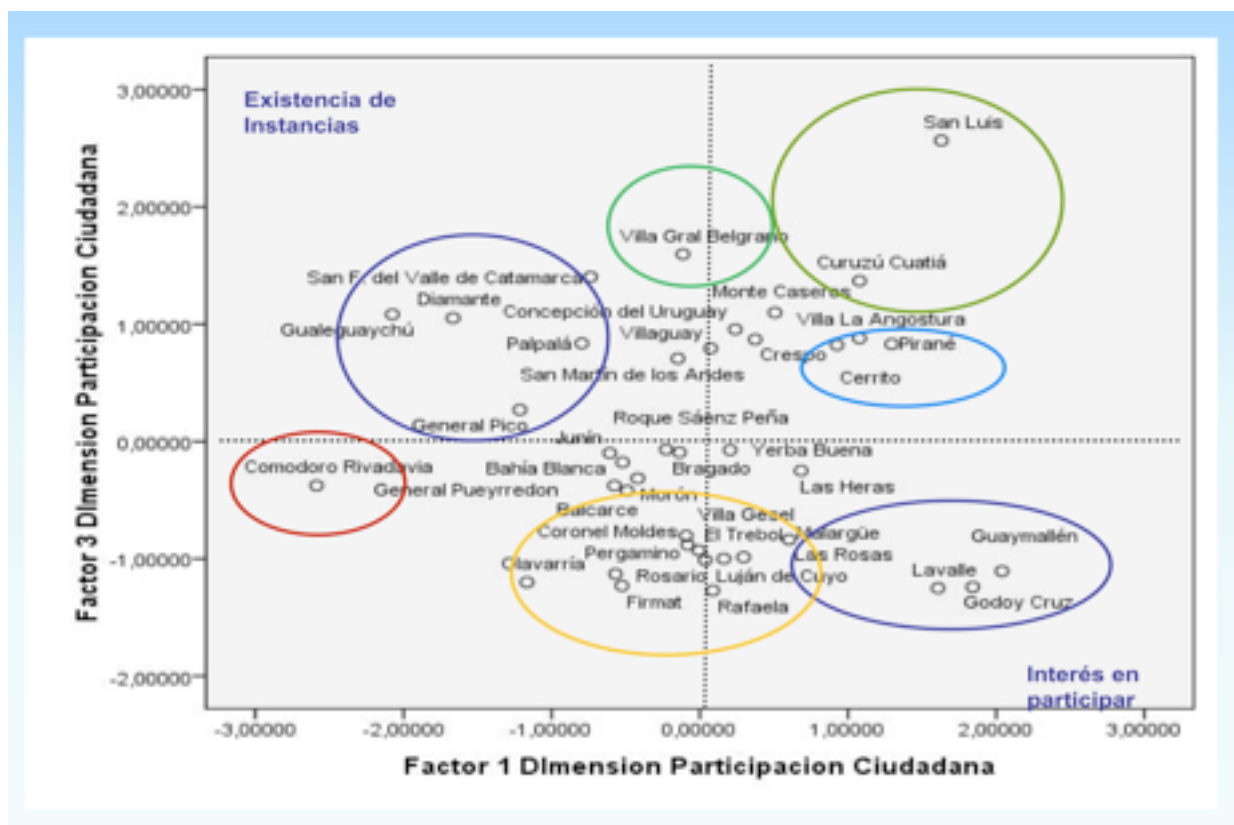 Existencia de
Instancias
Interés en
participar
Factor 3 DImension Participacion Ciudadana
3,00000
2,00000
1,00000
0,00000
-1,00000
-2,00000
San Luis
Villa Gral Belgrano
Curuzú Cuatiá
San F. del Valle de Catamarca
Monte Caseros
Diamante
Concepción del Uruguay
Villa La Angostura
Gualeguaychú
Villaguay
Palpalá
Crespo
Pirané
San Martín de los Andes
Cerrito
General Pico
Roque Sáenz Peña
Junín
Yerba Buena
Comodoro Rivadavia
Bahía Blanca
Bragado
General Pueyrredon
Morón
Las Heras
Balcarce
Villa Gesel
Coronel Moldes
El Trebol
Malargüe
Guaymallén
Pergamino
Las Rosas
Olavarría
Rosario
Luján de Cuyo
Lavalle
Firmat
Rafaela
Godoy Cruz
-3,00000
-2,00000
-1,00000
0,00000
1,00000
2,00000
3,00000
Factor 1 DImension Participacion Ciudadana